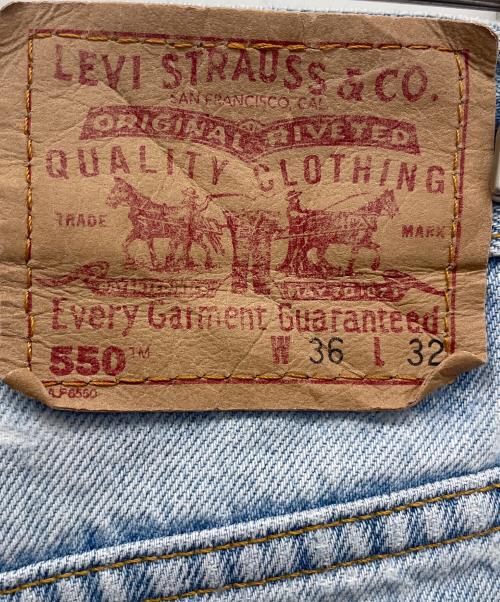 LEVI STRAUSS & CO.
SAN FRANCISCO, CAL
ORIGINAL RIVETED
QUALITY CLOTHING
TRADE MARK
Every Garment Guaranteed
550™ W 36 L 32